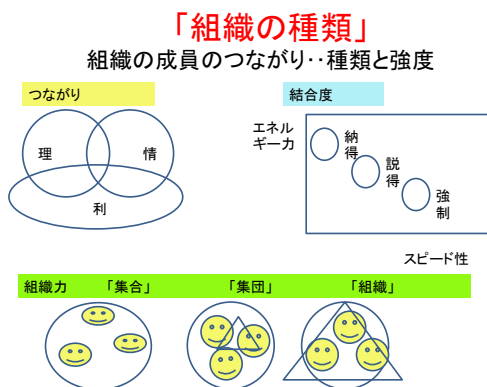 「組織の種類」
組織の成員のつながり‥種類と強度
つながり
理
情
利
結合度
エネル
ギー力
納
得
説
得
強
制
スピード性
組織力 「集合」 「集団」 「組織」